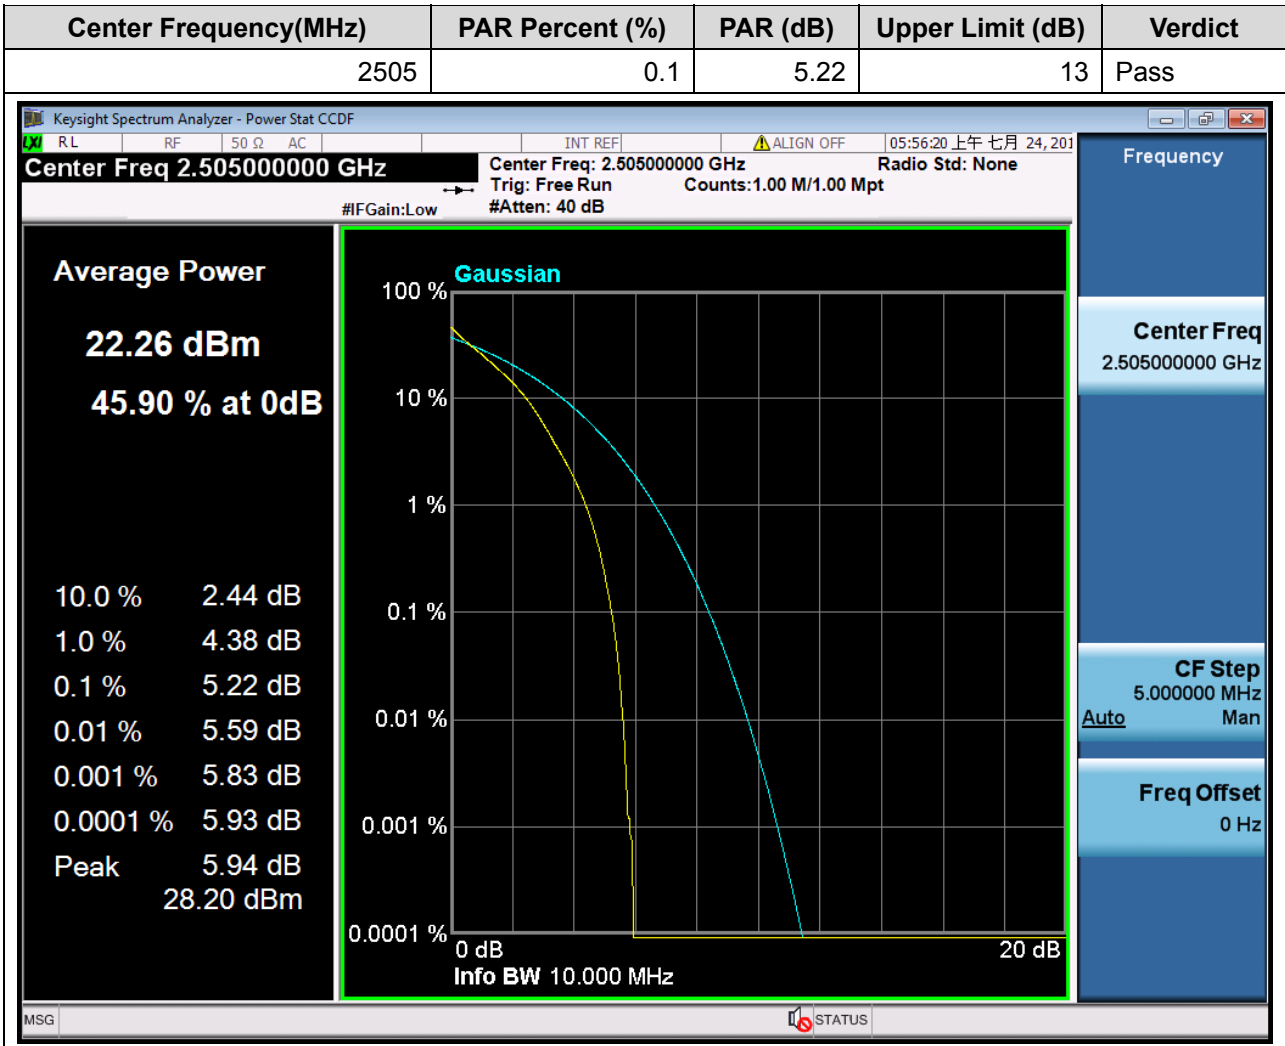 Center Frequency(MHz) PAR Percent (%) PAR (dB) Upper Limit (dB) Verdict
2505 0.1 5.22 13 Pass
Keysight Spectrum Analyzer - Power Stat CCDF
LXI RL RF 50 Ω AC INT REF ALIGN OFF 05:56:20 上午 七月 24, 201
Center Freq 2.505000000 GHz
Center Freq: 2.505000000 GHz Radio Std: None
Trig: Free Run Counts:1.00 M/1.00 Mpt
#IFGain:Low #Atten: 40 dB
Average Power
22.26 dBm
45.90 % at 0dB
10.0 % 2.44 dB
1.0 % 4.38 dB
0.1 % 5.22 dB
0.01 % 5.59 dB
0.001 % 5.83 dB
0.0001 % 5.93 dB
Peak 5.94 dB
28.20 dBm
Gaussian
100 %
10 %
1 %
0.1 %
0.01 %
0.001 %
0.0001 %
0 dB 20 dB
Info BW 10.000 MHz
Frequency
Center Freq
2.505000000 GHz
CF Step
5.000000 MHz
Auto Man
Freq Offset
0 Hz
MSG STATUS